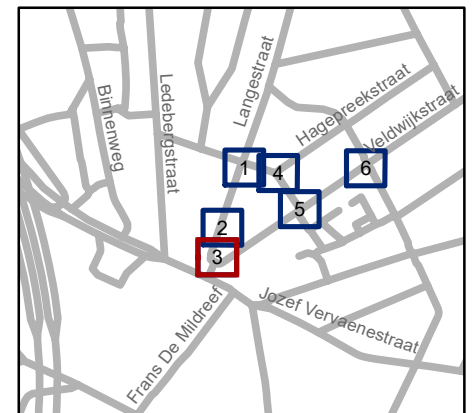 Binnenweg
Ledebergstraat
Langestraat
Hagepreekstraat
Veldwijkstraat
1
4
6
5
2
3
Jozef Vervaenestraat
Frans De Mildreef